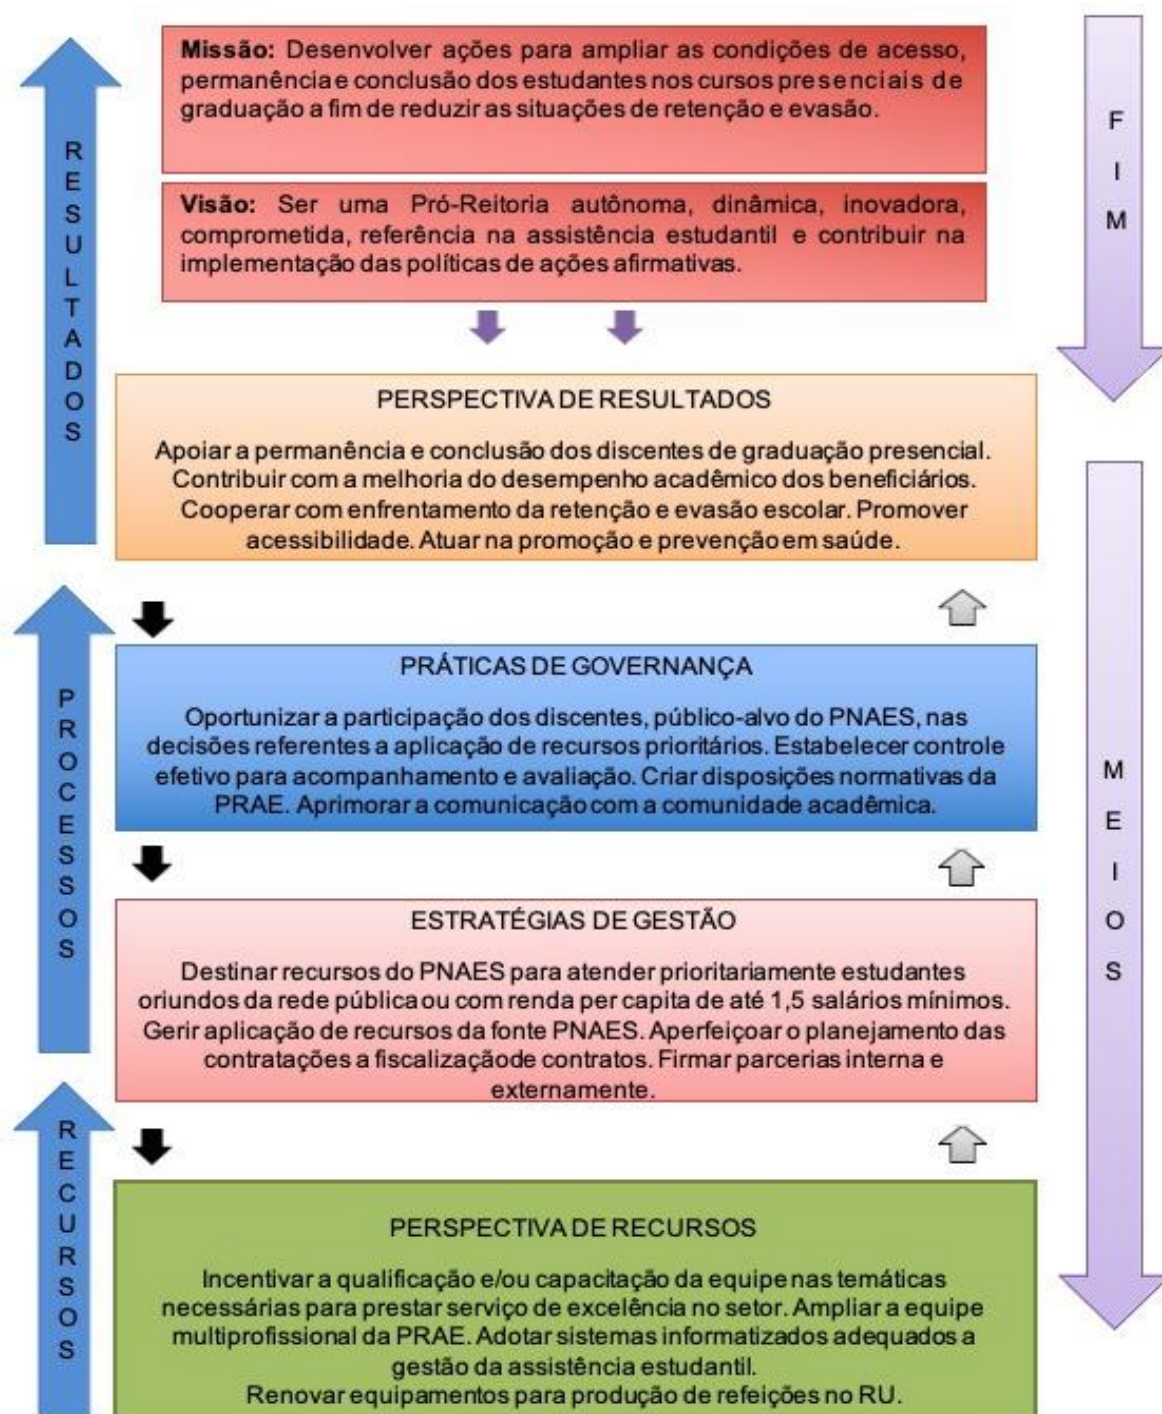 Missão: Desenvolver ações para ampliar as condições de acesso,
permanência e conclusão dos estudantes nos cursos presenciais de
graduação a fim de reduzir as situações de retenção e evasão.
Visão: Ser uma Pró-Reitoria autônoma, dinâmica, inovadora,
comprometida, referência na assistência estudantil e contribuir na
implementação das políticas de ações afirmativas.
RESULTADOS
FIM
PERSPECTIVA DE RESULTADOS
Apoiar a permanência e conclusão dos discentes de graduação presencial.
Contribuir com a melhoria do desempenho acadêmico dos beneficiários.
Cooperar com enfrentamento da retenção e evasão escolar. Promover
acessibilidade. Atuar na promoção e prevenção em saúde.
PROCESSOS
MEIOS
PRÁTICAS DE GOVERNANÇA
Oportunizar a participação dos discentes, público-alvo do PNAES, nas
decisões referentes a aplicação de recursos prioritários. Estabelecer controle
efetivo para acompanhamento e avaliação. Criar disposições normativas da
PRAE. Aprimorar a comunicação com a comunidade acadêmica.
ESTRATÉGIAS DE GESTÃO
Destinar recursos do PNAES para atender prioritariamente estudantes
oriundos da rede pública ou com renda per capita de até 1,5 salários mínimos.
Gerir aplicação de recursos da fonte PNAES. Aperfeiçoar o planejamento das
contratações a fiscalização de contratos. Firmar parcerias interna e
externamente.
RECURSOS
PERSPECTIVA DE RECURSOS
Incentivar a qualificação e/ou capacitação da equipe nas temáticas
necessárias para prestar serviço de excelência no setor. Ampliar a equipe
multiprofissional da PRAE. Adotar sistemas informatizados adequados a
gestão da assistência estudantil.
Renovar equipamentos para produção de refeições no RU.